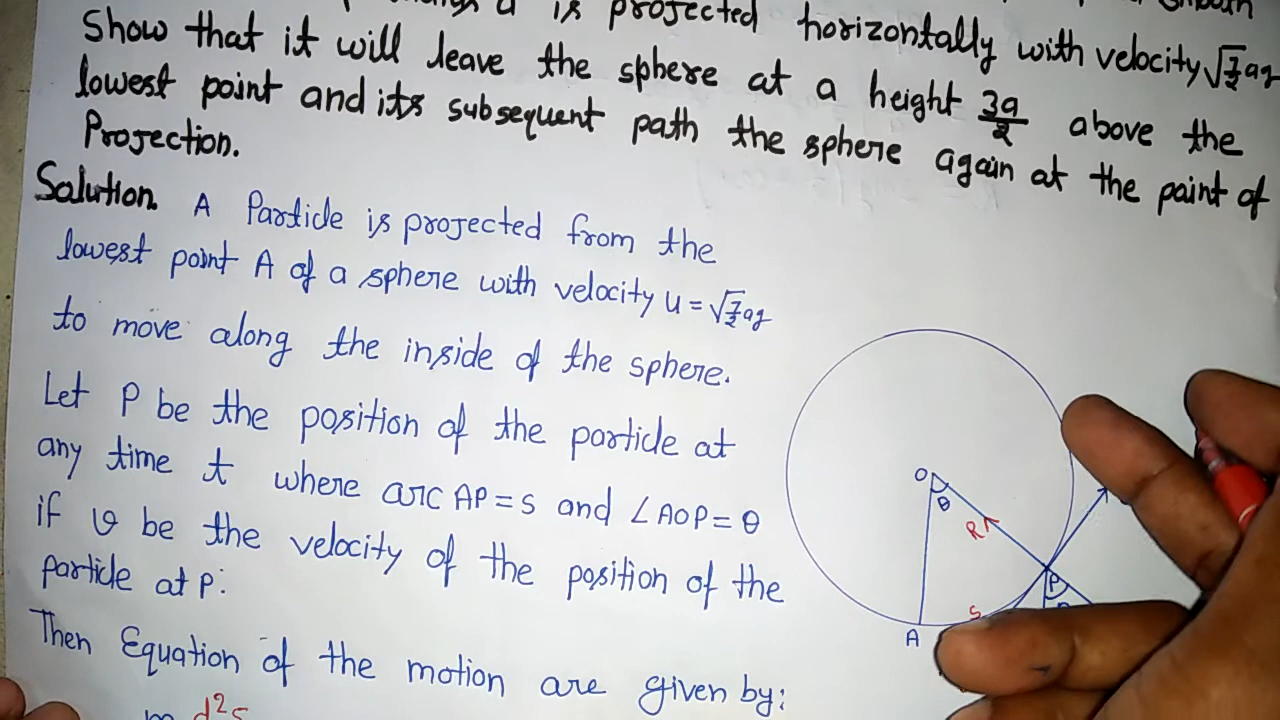 is projected horizontally with velocity √7/2 ag
Show that it will leave the sphere at a height 3a/2 above the
lowest point and its subsequent path the sphere again at the paint of
Projection.
Solution. A Particle is projected from the
lowest point A of a sphere with velocity u = √7/2 ag
to move along the inside of the sphere.
Let P be the position of the particle at
any time t where arc AP = s and ∠AOP = θ
if v be the velocity of the position of the
particle at P:
Then Equation of the motion are given by:
m d²s
O
θ
R
P
S
A